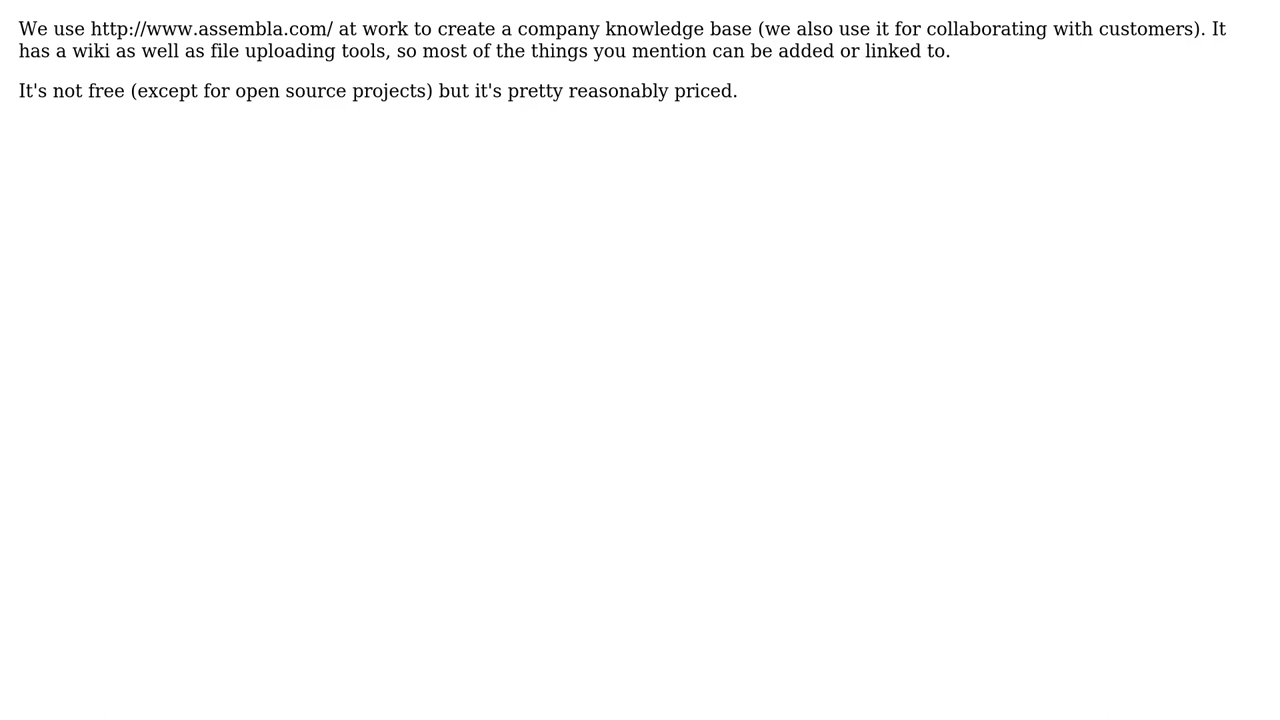 We use http://www.assembla.com/ at work to create a company knowledge base (we also use it for collaborating with customers). It
has a wiki as well as file uploading tools, so most of the things you mention can be added or linked to.
It's not free (except for open source projects) but it's pretty reasonably priced.